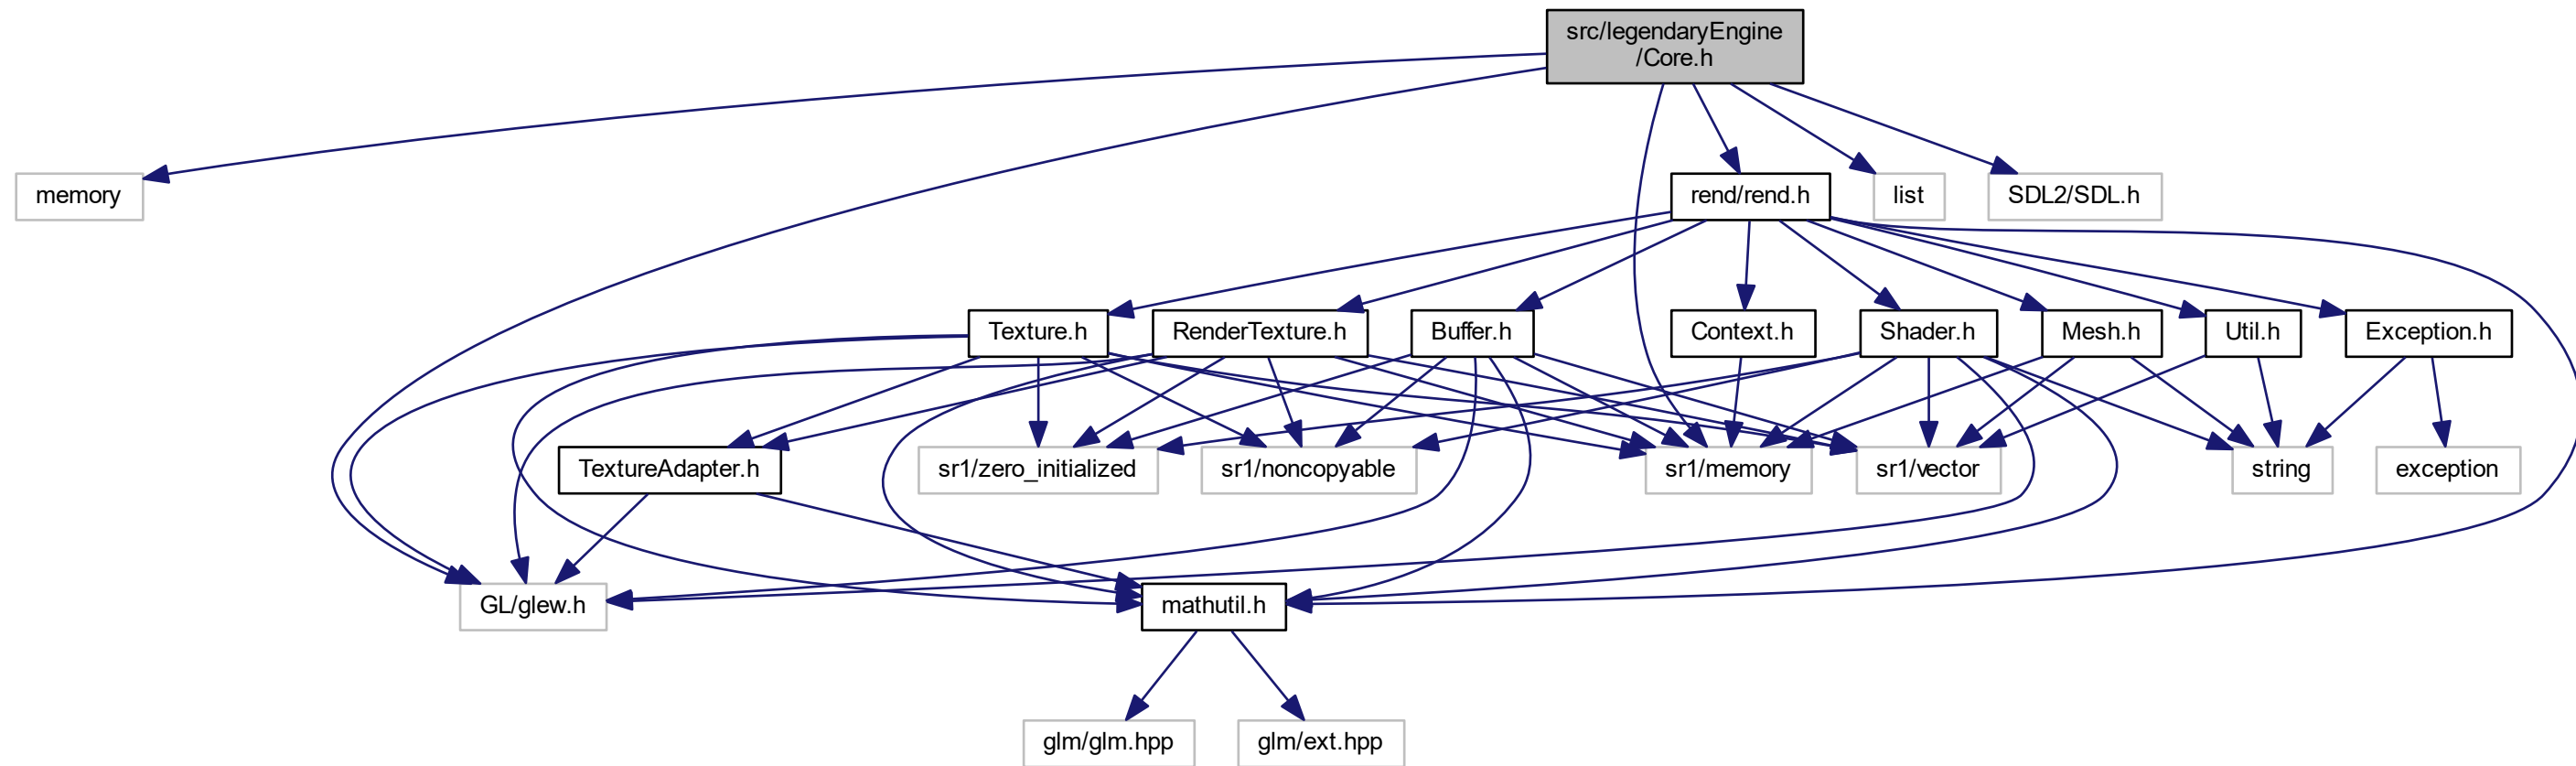 src/legendaryEngine
/Core.h
memory
rend/rend.h
list
SDL2/SDL.h
Texture.h
RenderTexture.h
Buffer.h
Context.h
Shader.h
Mesh.h
Util.h
Exception.h
TextureAdapter.h
sr1/zero_initialized
sr1/noncopyable
sr1/memory
sr1/vector
string
exception
GL/glew.h
mathutil.h
glm/glm.hpp
glm/ext.hpp